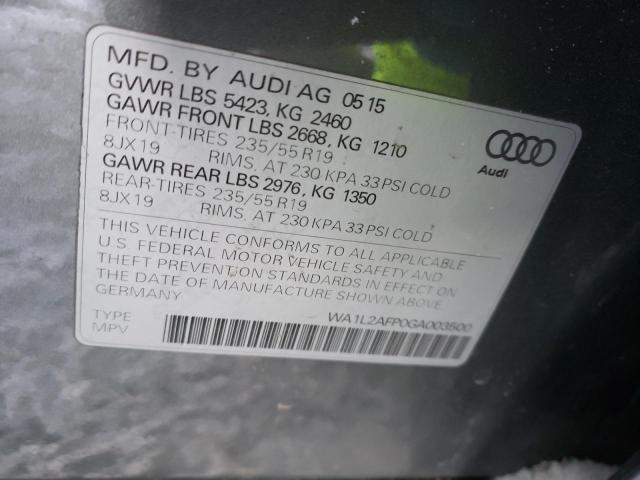 MFD. BY AUDI AG 05 15
GVWR LBS 5423, KG 2460
GAWR FRONT LBS 2668, KG 1210
FRONT-TIRES 235/55 R19
8JX19 RIMS, AT 230 KPA 33 PSI COLD
GAWR REAR LBS 2976, KG 1350
REAR-TIRES 235/55 R19
8JX19 RIMS, AT 230 KPA 33 PSI COLD
Audi
THIS VEHICLE CONFORMS TO ALL APPLICABLE
U.S. FEDERAL MOTOR VEHICLE SAFETY AND
THEFT PREVENTION STANDARDS IN EFFECT ON
THE DATE OF MANUFACTURE SHOWN ABOVE
GERMANY
WA1L2AFP0GA003500
TYPE
MPV